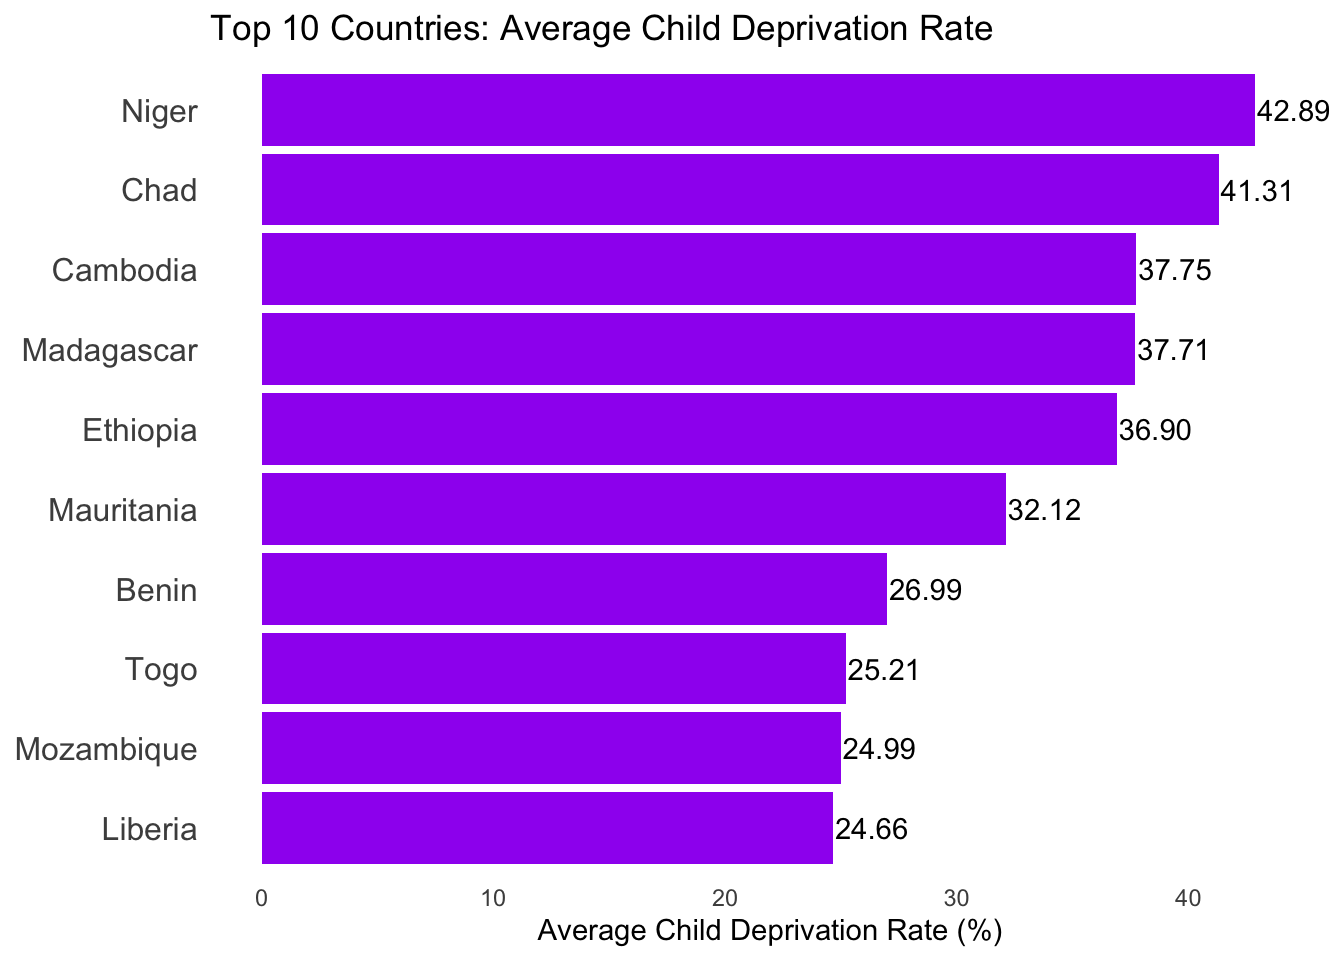 Top 10 Countries: Average Child Deprivation Rate
Niger 42.89
Chad 41.31
Cambodia 37.75
Madagascar 37.71
Ethiopia 36.90
Mauritania 32.12
Benin 26.99
Togo 25.21
Mozambique 24.99
Liberia 24.66
0 10 20 30 40
Average Child Deprivation Rate (%)